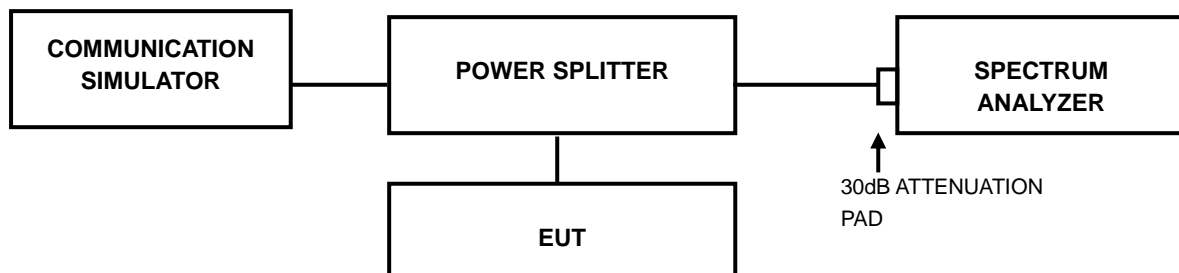 COMMUNICATION
SIMULATOR
POWER SPLITTER
SPECTRUM
ANALYZER
30dB ATTENUATION
PAD
EUT